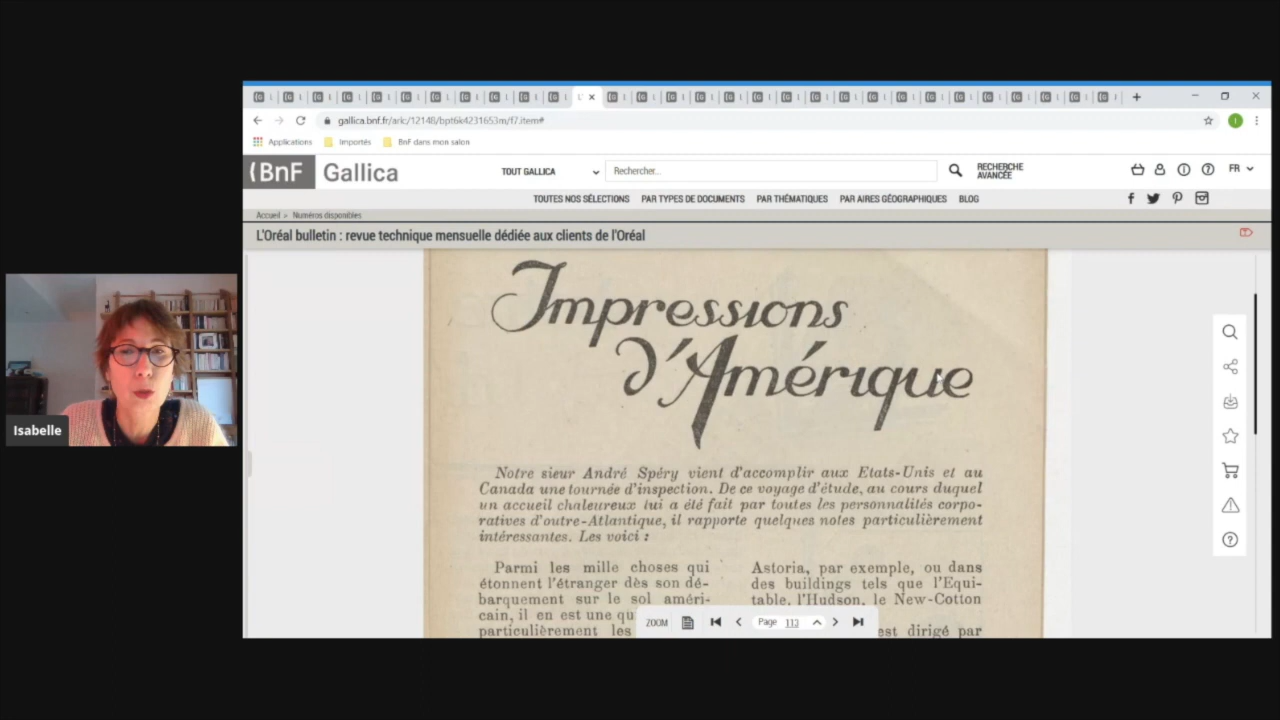 gallica.bnf.fr/ark:/12148/bpt6k4231653m/f7.item#
Applications Importés BnF dans mon salon
BnF Gallica
TOUT GALLICA Rechercher... RECHERCHE AVANCÉE FR
TOUTES NOS SÉLECTIONS PAR TYPES DE DOCUMENTS PAR THÉMATIQUES PAR AIRES GÉOGRAPHIQUES BLOG
Accueil > Numéros disponibles
L'Oréal bulletin : revue technique mensuelle dédiée aux clients de l'Oréal
Impressions
d'Amérique
Notre sieur André Spéry vient d'accomplir aux Etats-Unis et au
Canada une tournée d'inspection. De ce voyage d'étude, au cours duquel
un accueil chaleureux lui a été fait par toutes les personnalités corpo-
ratives d'outre-Atlantique, il rapporte quelques notes particulièrement
intéressantes. Les voici :
Parmi les mille choses qui
étonnent l'étranger dès son dé-
barquement sur le sol améri-
cain, il en est une qu
particulièrement les
Astoria, par exemple, ou dans
des buildings tels que l'Equi-
table, l'Hudson, le New-Cotton
est dirigé par
ZOOM Page 113
Isabelle